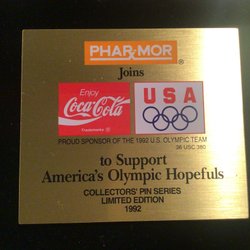 PHAR-MOR
®
Joins
Enjoy
Coca-Cola
Trademark ®
USA
PROUD SPONSOR OF THE 1992 U.S. OLYMPIC TEAM
36 USC 380
to Support
America's Olympic Hopefuls
COLLECTORS' PIN SERIES
LIMITED EDITION
1992